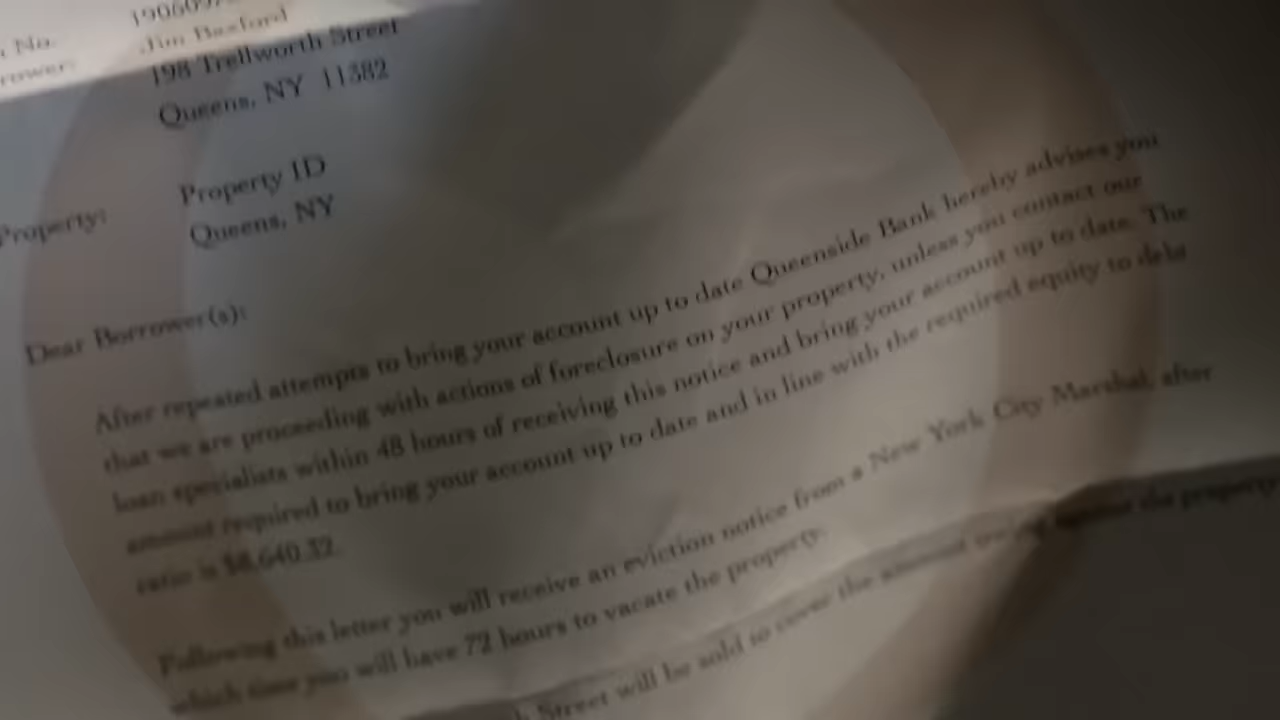 No.
Jim Baxford
198 Trellworth Street
Queens, NY 11382
Property ID
Property:
Queens, NY
Dear Borrower(s):
After repeated attempts to bring your account up to date Queenside Bank hereby advises you
that we are proceeding with actions of foreclosure on your property, unless you contact our
loan specialists within 48 hours of receiving this notice and bring your account up to date. The
amount required to bring your account up to date and in line with the required equity to debt
ratio is $8,640.32.
Following this letter you will receive an eviction notice from a New York City Marshal, after
which time you will have 72 hours to vacate the property.
Street will be sold to cover the amount owing against the property